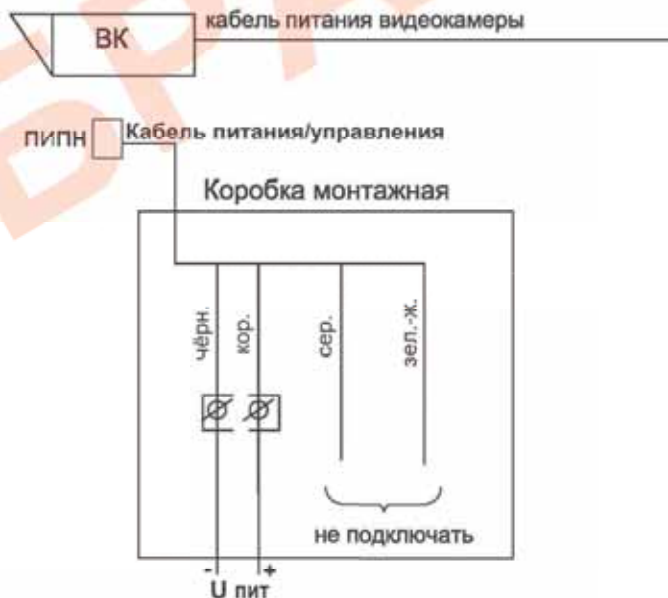 кабель питания видеокамеры
ВК
ПИПН
Кабель питания/управления
Коробка монтажная
чёрн.
кор.
сер.
зел.-ж.
не подключать
- +
U пит